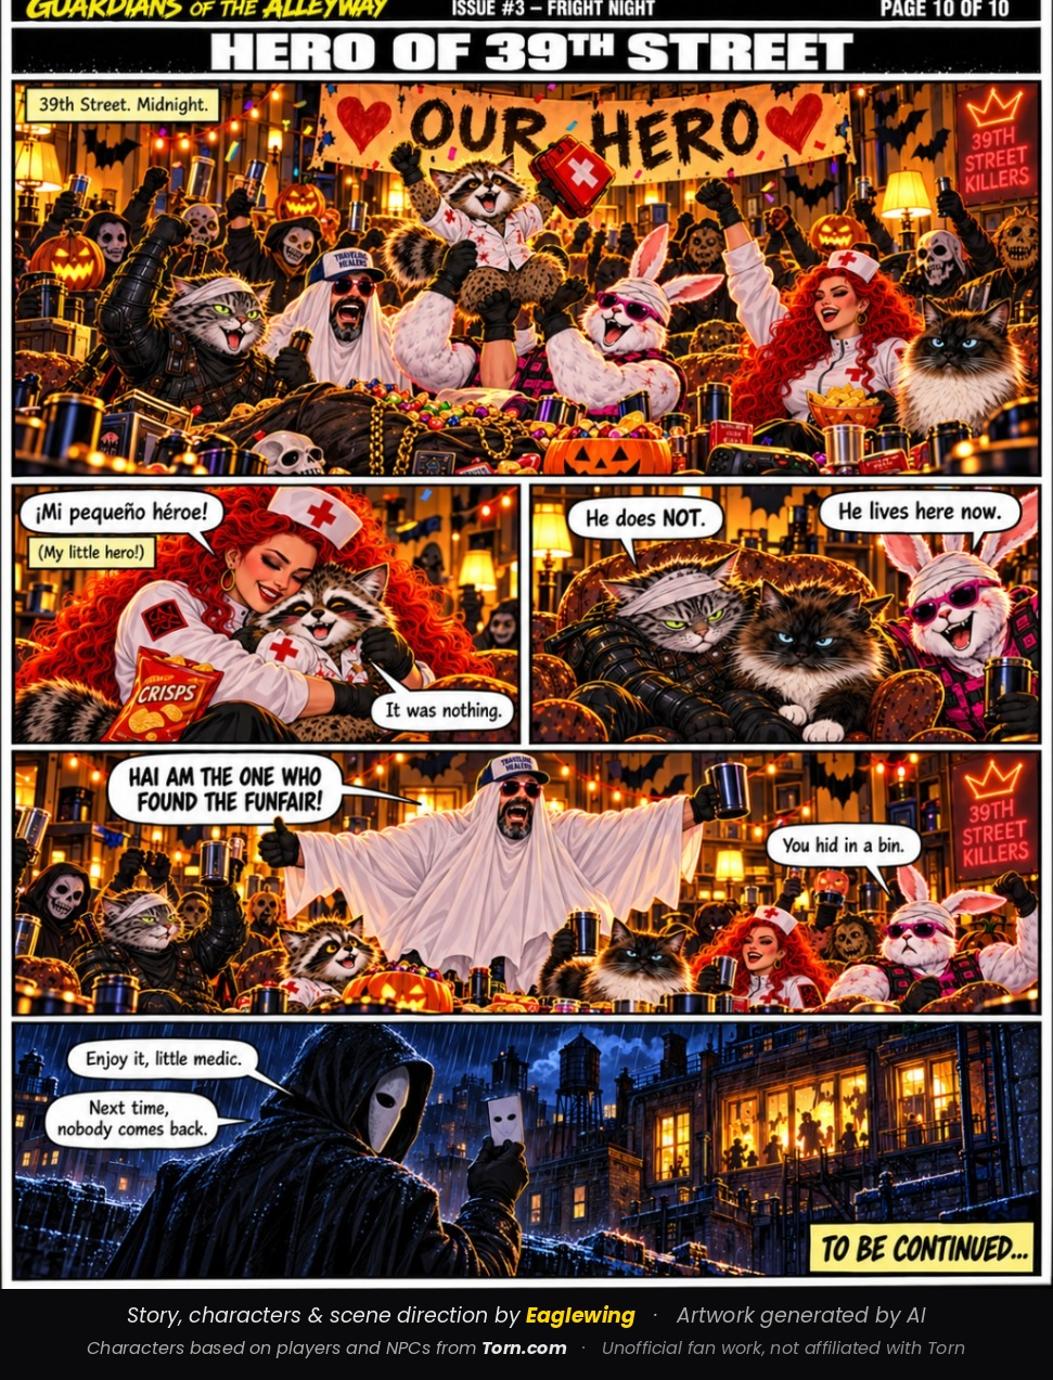 GUARDIANS OF THE ALLEYWAY
ISSUE #3 – FRIGHT NIGHT
PAGE 10 OF 10
HERO OF 39TH STREET
39th Street. Midnight.
OUR HERO
39TH
STREET
KILLERS
TRAVELING
HEALERS
¡Mi pequeño héroe!
(My little hero!)
CRISPS
It was nothing.
He does NOT.
He lives here now.
HAI AM THE ONE WHO
FOUND THE FUNFAIR!
TRAVELING
HEALERS
You hid in a bin.
39TH
STREET
KILLERS
Enjoy it, little medic.
Next time,
nobody comes back.
TO BE CONTINUED...
Story, characters & scene direction by Eaglewing · Artwork generated by AI
Characters based on players and NPCs from Torn.com · Unofficial fan work, not affiliated with Torn